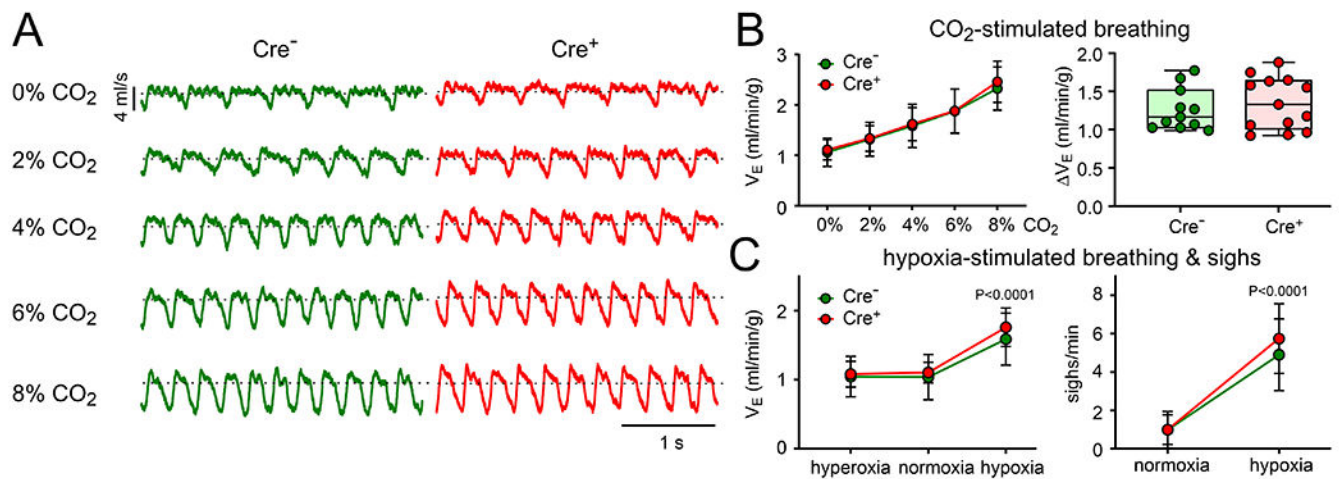 A
Cre⁻
Cre⁺
0% CO₂
4 ml/s
2% CO₂
4% CO₂
6% CO₂
8% CO₂
1 s
B
CO₂-stimulated breathing
Cre⁻
Cre⁺
V_E (ml/min/g)
3
2
1
0
0% 2% 4% 6% 8% CO₂
ΔV_E (ml/min/g)
2.0
1.5
1.0
0.5
0.0
Cre⁻ Cre⁺
C
hypoxia-stimulated breathing & sighs
Cre⁻
Cre⁺
P<0.0001
V_E (ml/min/g)
2
1
0
hyperoxia normoxia hypoxia
P<0.0001
sighs/min
8
6
4
2
0
normoxia hypoxia